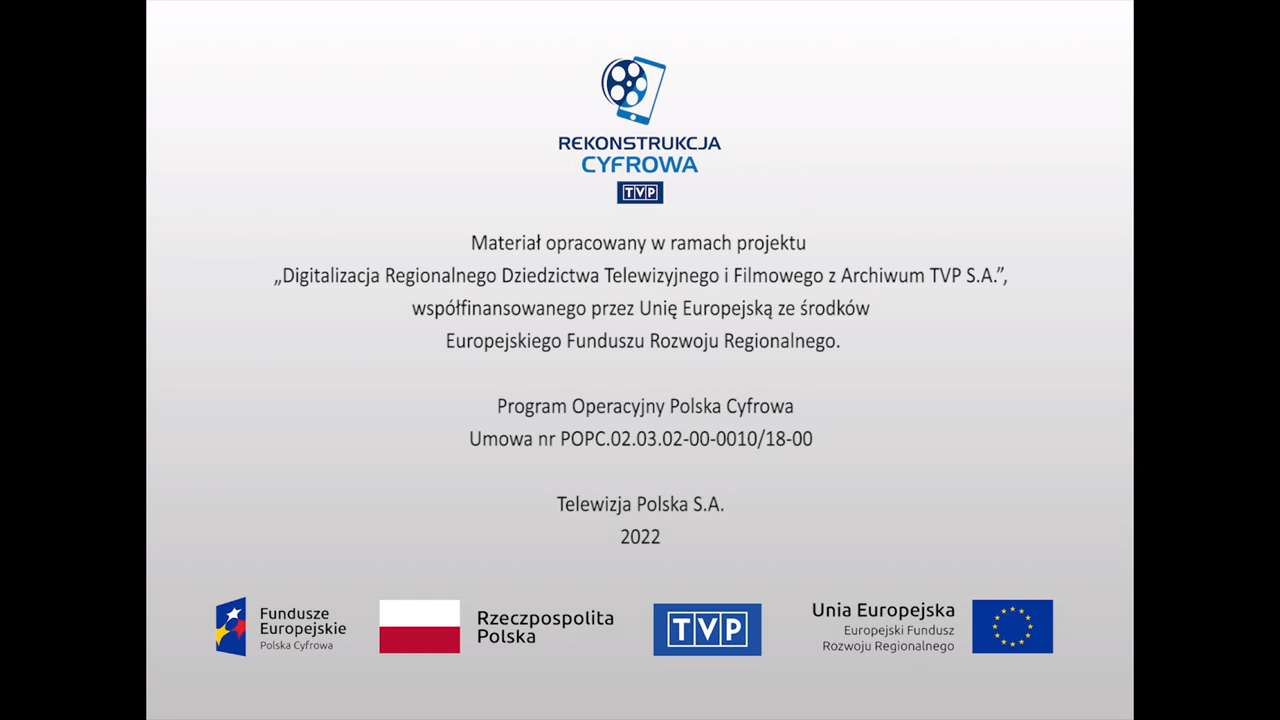 REKONSTRUKCJA
CYFROWA
TVP
Materiał opracowany w ramach projektu
„Digitalizacja Regionalnego Dziedzictwa Telewizyjnego i Filmowego z Archiwum TVP S.A.”,
współfinansowanego przez Unię Europejską ze środków
Europejskiego Funduszu Rozwoju Regionalnego.
Program Operacyjny Polska Cyfrowa
Umowa nr POPC.02.03.02-00-0010/18-00
Telewizja Polska S.A.
2022
Fundusze
Europejskie
Polska Cyfrowa
Rzeczpospolita
Polska
TVP
Unia Europejska
Europejski Fundusz
Rozwoju Regionalnego